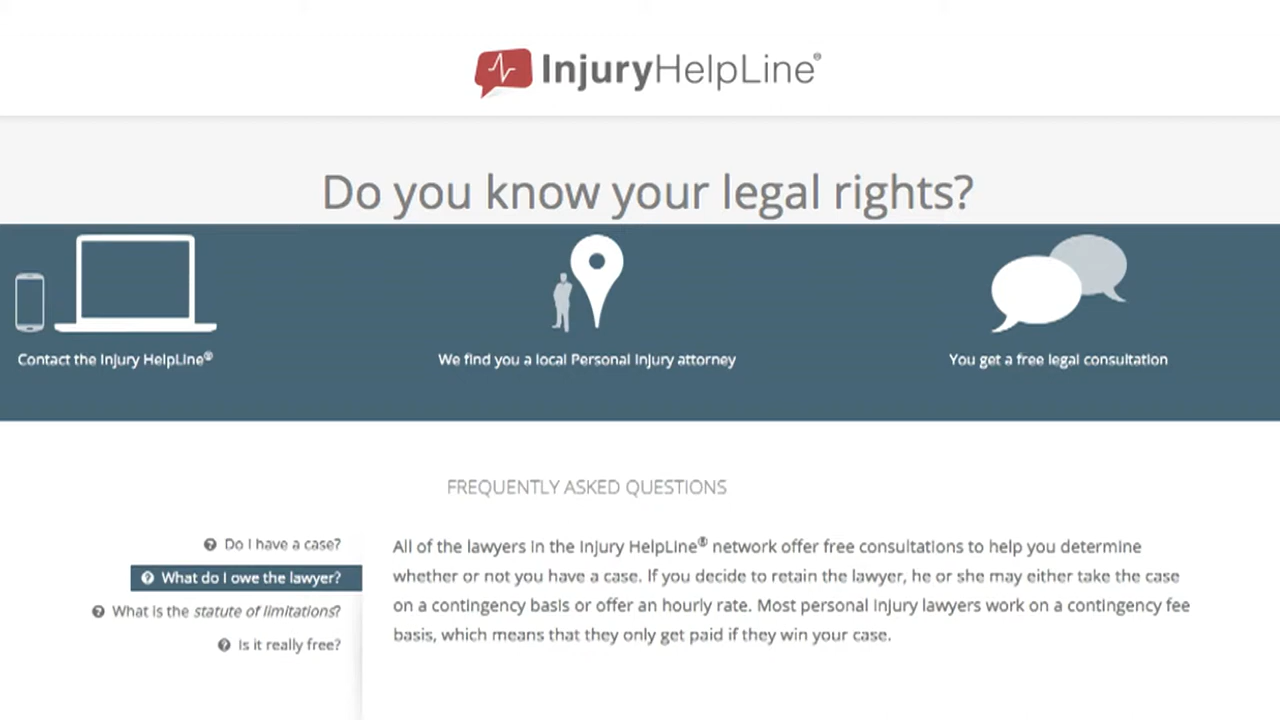 InjuryHelpLine®
Do you know your legal rights?
Contact the Injury HelpLine®
We find you a local Personal Injury attorney
You get a free legal consultation
FREQUENTLY ASKED QUESTIONS
Do I have a case?
What do I owe the lawyer?
What is the statute of limitations?
Is it really free?
All of the lawyers in the Injury HelpLine® network offer free consultations to help you determine
whether or not you have a case. If you decide to retain the lawyer, he or she may either take the case
on a contingency basis or offer an hourly rate. Most personal injury lawyers work on a contingency fee
basis, which means that they only get paid if they win your case.